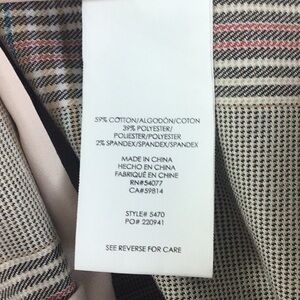 59% COTTON/ALGODÓN/COTON
39% POLYESTER/
POLIESTER/POLYESTER
2% SPANDEX/SPANDEX/SPANDEX
MADE IN CHINA
HECHO EN CHINA
FABRIQUÉ EN CHINE
RN#54077
CA#59814
STYLE# 5470
PO# 220941
SEE REVERSE FOR CARE